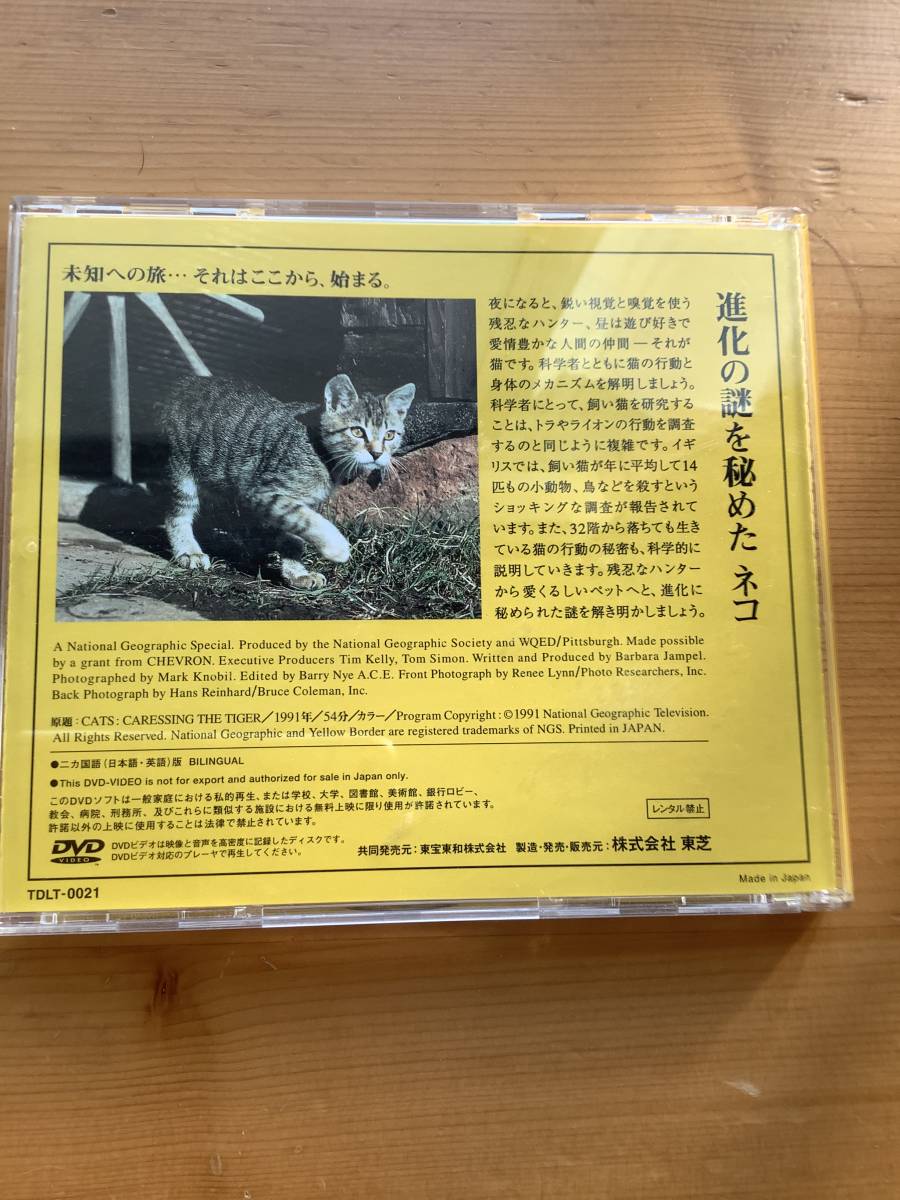 未知への旅…それはここから、始まる。
進化の謎を秘めた ネコ
夜になると、鋭い視覚と嗅覚を使う
残忍なハンター、昼は遊び好きで
愛情豊かな人間の仲間—それが
猫です。科学者とともに猫の行動と
身体のメカニズムを解明しましょう。
科学者にとって、飼い猫を研究する
ことは、トラやライオンの行動を調査
するのと同じように複雑です。イギ
リスでは、飼い猫が年に平均して14
匹もの小動物、鳥などを殺すという
ショッキングな調査が報告されて
います。また、32階から落ちても生き
ている猫の行動の秘密も、科学的に
説明していきます。残忍なハンター
から愛くるしいペットへと、進化に
秘められた謎を解き明かしましょう。
A National Geographic Special. Produced by the National Geographic Society and WQED/Pittsburgh. Made possible
by a grant from CHEVRON. Executive Producers Tim Kelly, Tom Simon. Written and Produced by Barbara Jampel.
Photographed by Mark Knobil. Edited by Barry Nye A.C.E. Front Photograph by Renee Lynn/Photo Researchers, Inc.
Back Photograph by Hans Reinhard/Bruce Coleman, Inc.
原題：CATS: CARESSING THE TIGER／1991年／54分／カラー／Program Copyright：©1991 National Geographic Television.
All Rights Reserved. National Geographic and Yellow Border are registered trademarks of NGS. Printed in JAPAN.
●二カ国語（日本語・英語）版 BILINGUAL
●This DVD-VIDEO is not for export and authorized for sale in Japan only.
このDVDソフトは一般家庭における私的再生、または学校、大学、図書館、美術館、銀行ロビー、
教会、病院、刑務所、及びこれらに類似する施設における無料上映に限り使用が許諾されています。
許諾以外の上映に使用することは法律で禁止されています。
レンタル禁止
DVD VIDEO TM
DVDビデオは映像と音声を高密度に記録したディスクです。
DVDビデオ対応のプレーヤで再生してください。
共同発売元：東宝東和株式会社 製造・発売・販売元：株式会社 東芝
TDLT-0021
Made in Japan